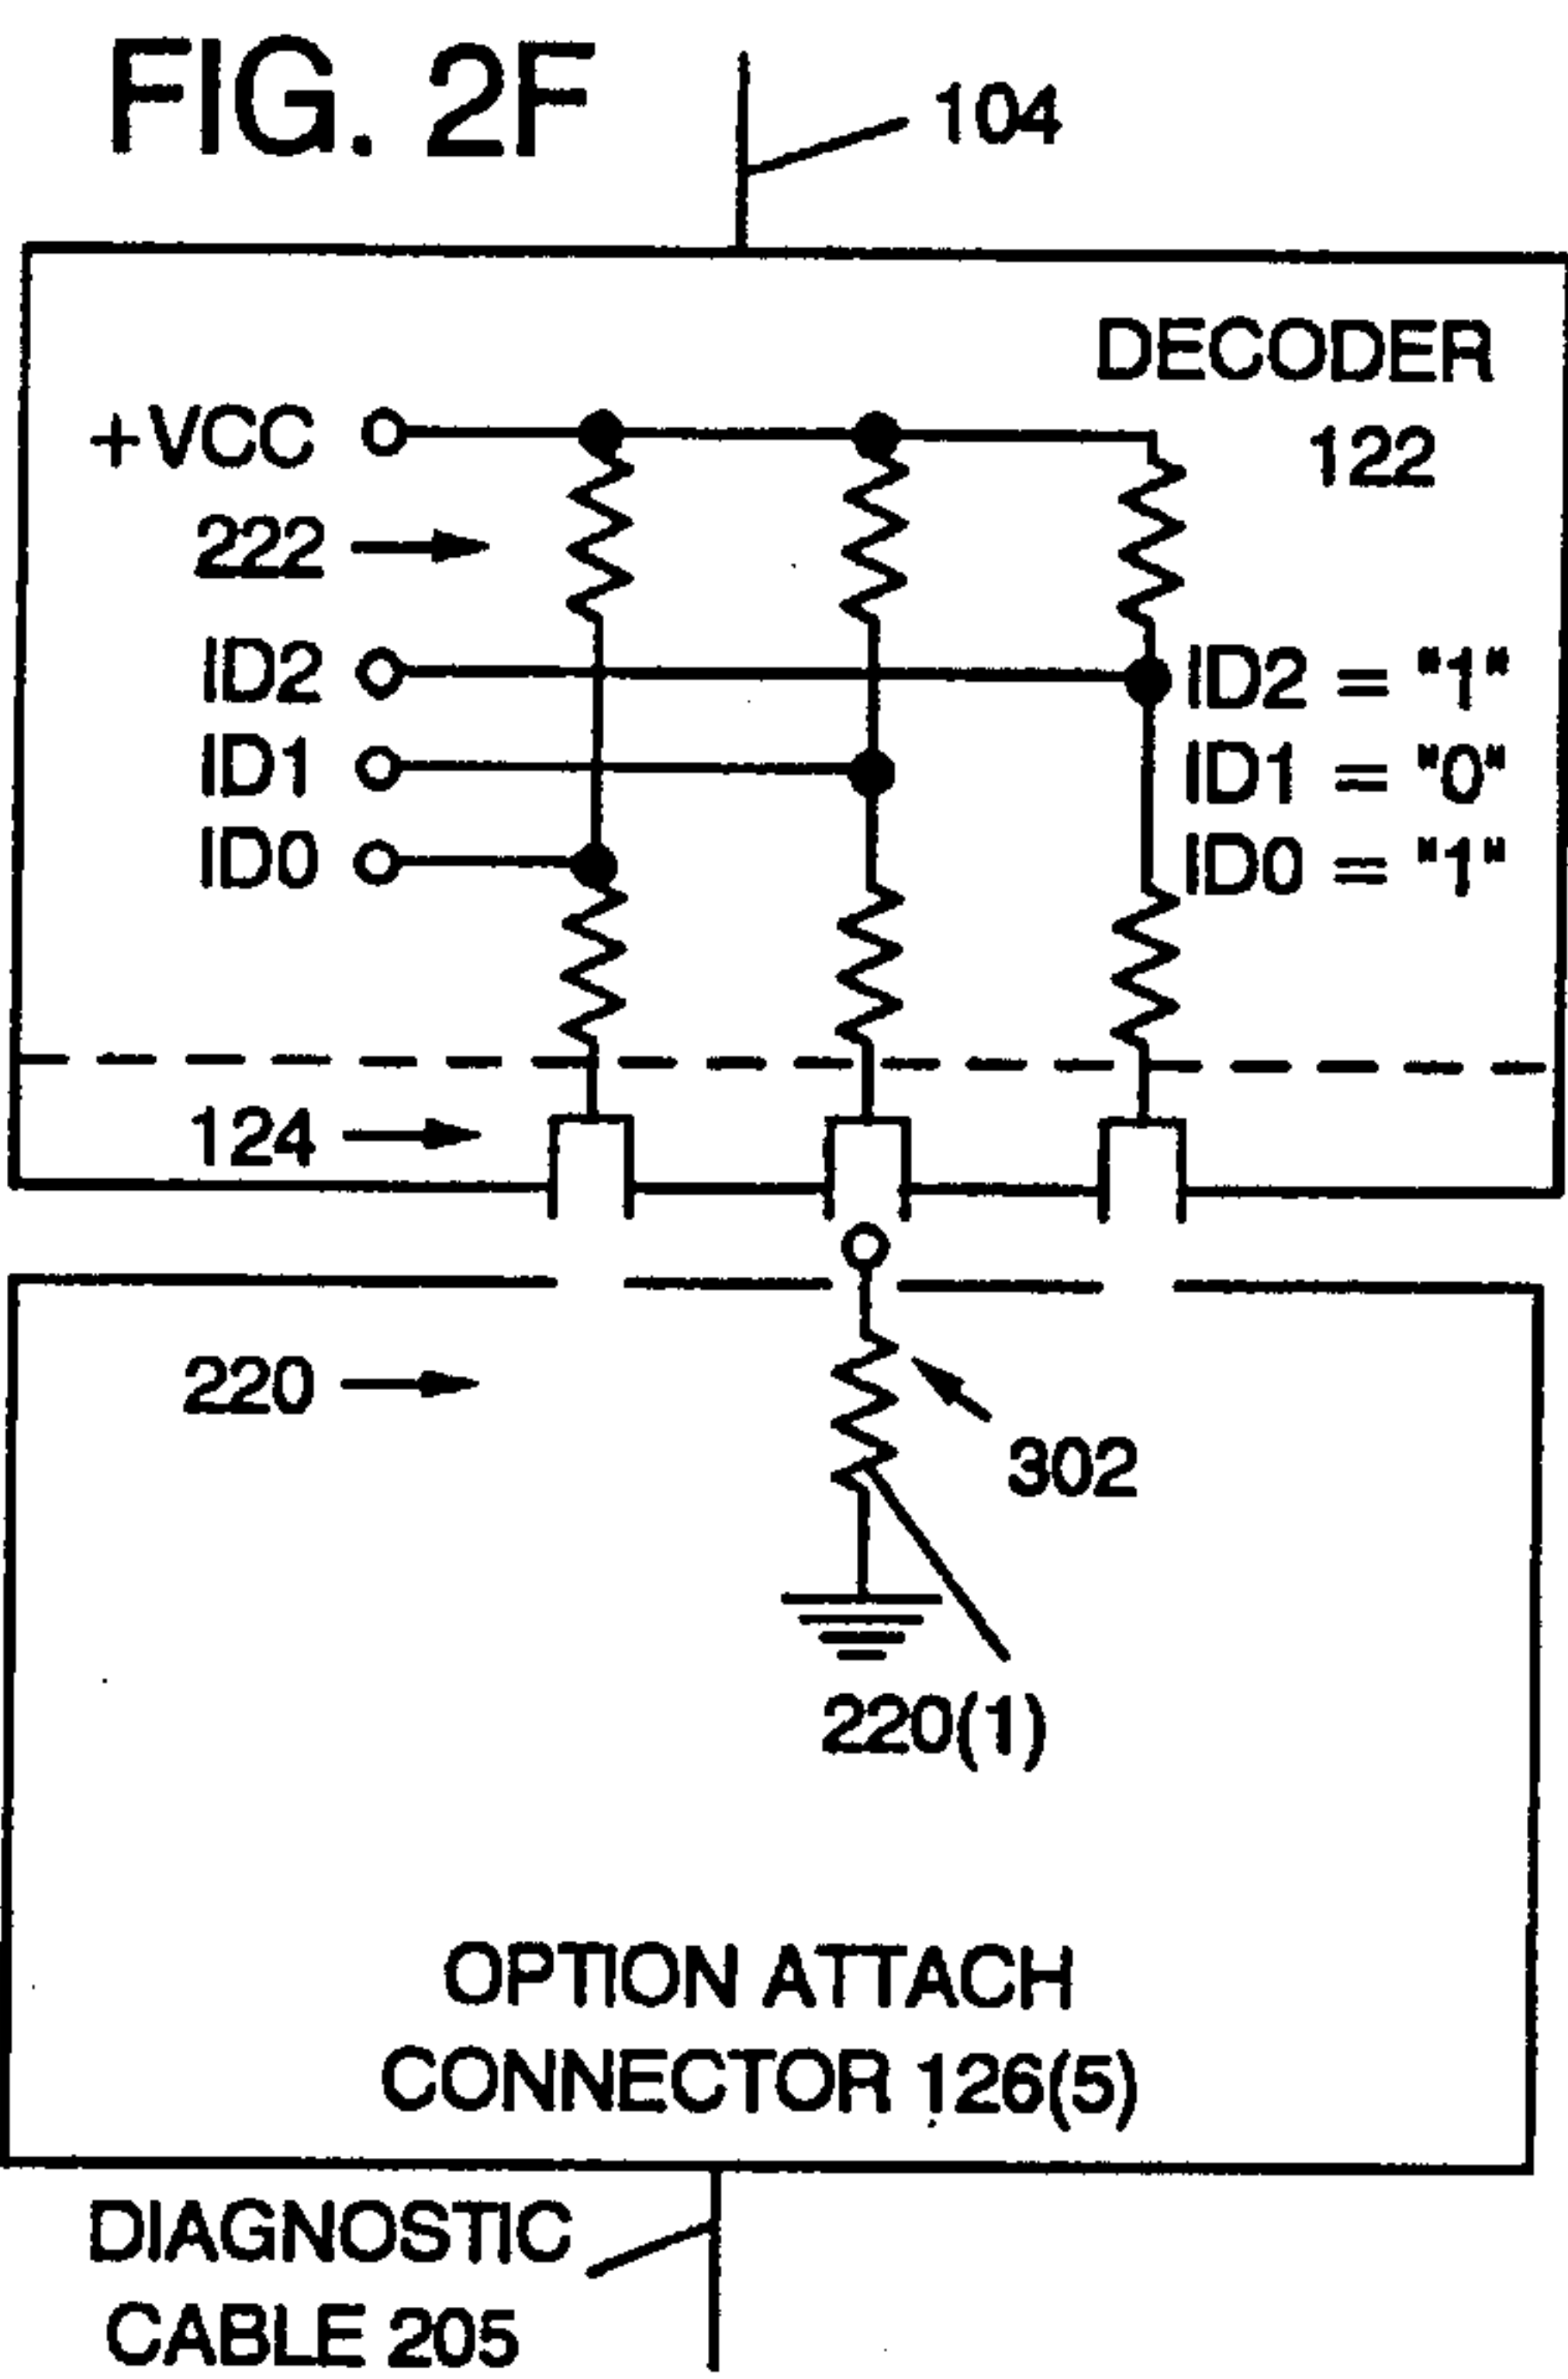 FIG. 2F
104
DECODER
122
+VCC
222
ID2
ID1
ID0
ID2 = "1"
ID1 = "0"
ID0 = "1"
124
220
302
220(1)
OPTION ATTACH
CONNECTOR 126(5)
DIAGNOSTIC
CABLE 205